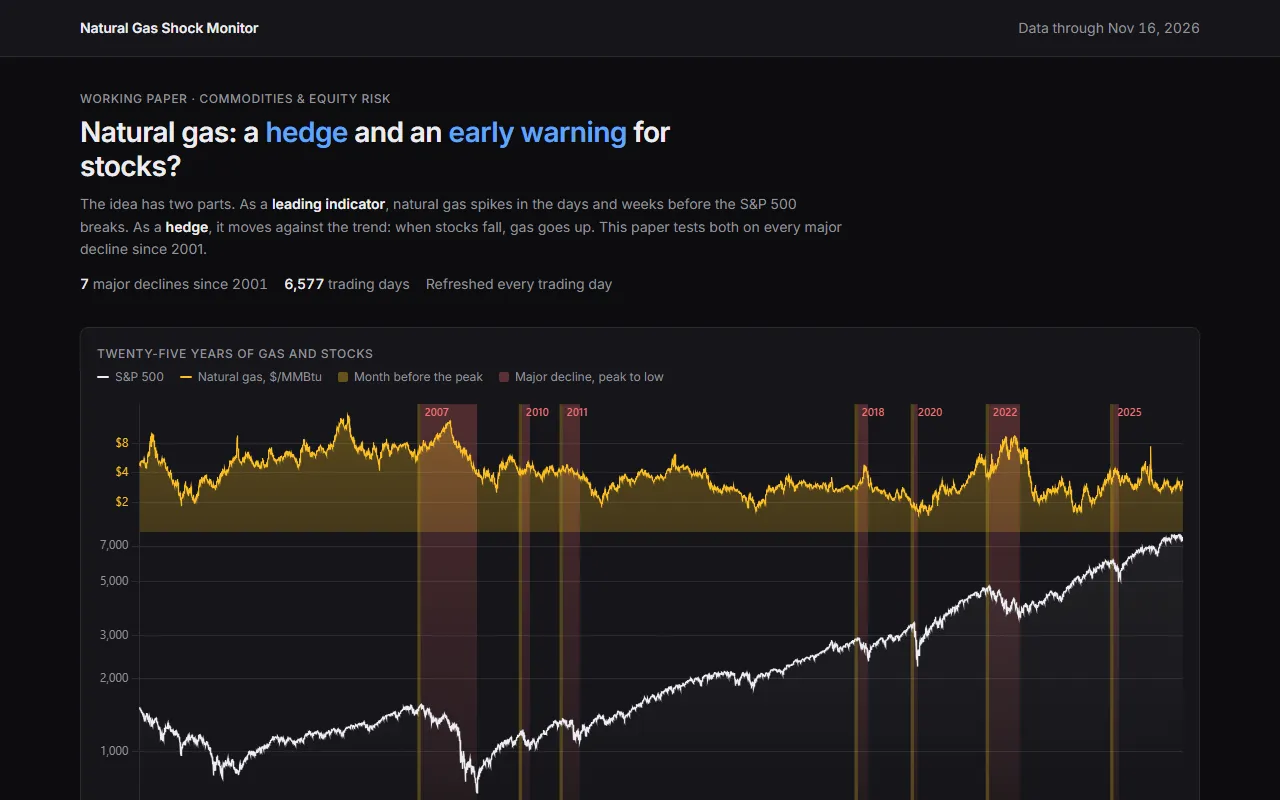 Natural Gas Shock Monitor
Data through Nov 16, 2026
WORKING PAPER · COMMODITIES & EQUITY RISK
Natural gas: a hedge and an early warning for
stocks?
The idea has two parts. As a leading indicator, natural gas spikes in the days and weeks before the S&P 500
breaks. As a hedge, it moves against the trend: when stocks fall, gas goes up. This paper tests both on every major
decline since 2001.
7 major declines since 2001 6,577 trading days Refreshed every trading day
TWENTY-FIVE YEARS OF GAS AND STOCKS
S&P 500 Natural gas, $/MMBtu Month before the peak Major decline, peak to low
2007 2010 2011 2018 2020 2022 2025
$8
$4
$2
7,000
5,000
3,000
2,000
1,000